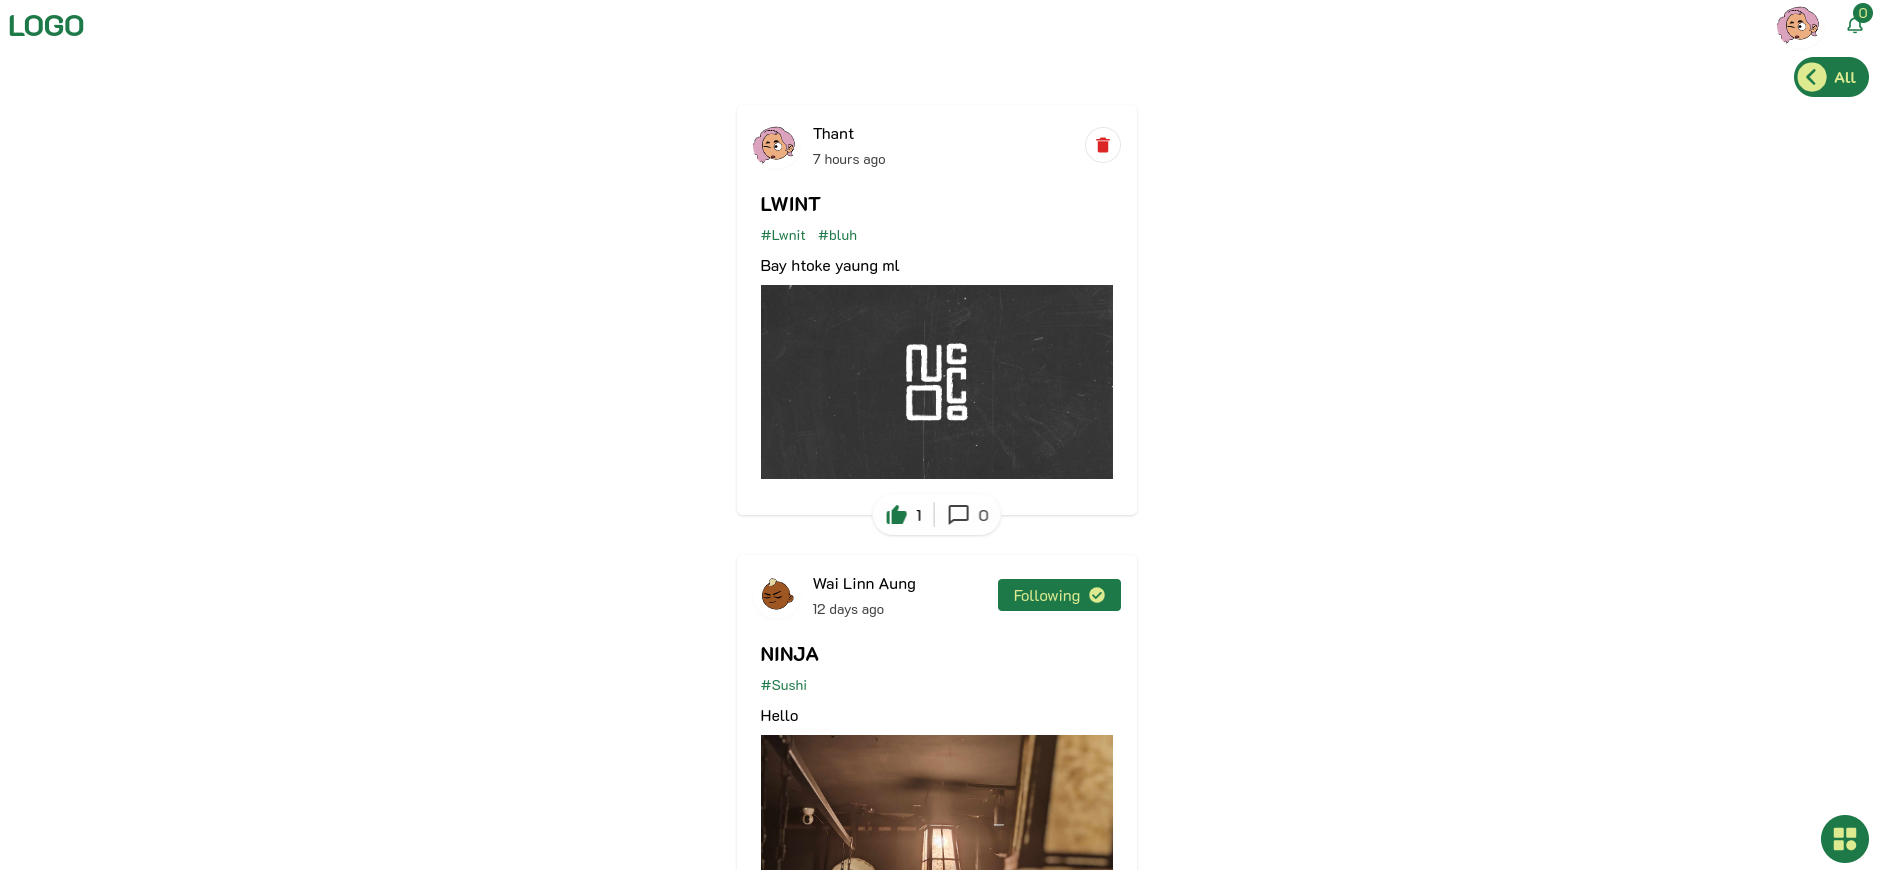 LOGO
0
All
Thant
7 hours ago
LWINT
#Lwnit #bluh
Bay htoke yaung ml
1
0
Wai Linn Aung
12 days ago
Following
NINJA
#Sushi
Hello